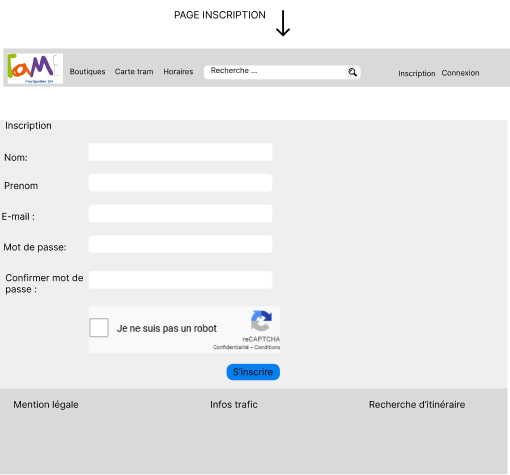 PAGE INSCRIPTION
TaM
Montpellier 3M
Boutiques Carte tram Horaires Recherche ... Inscription Connexion
Inscription
Nom:
Prenom
E-mail :
Mot de passe:
Confirmer mot de
passe :
Je ne suis pas un robot
reCAPTCHA
Confidentialité - Conditions
S'inscrire
Mention légale Infos trafic Recherche d'itinéraire